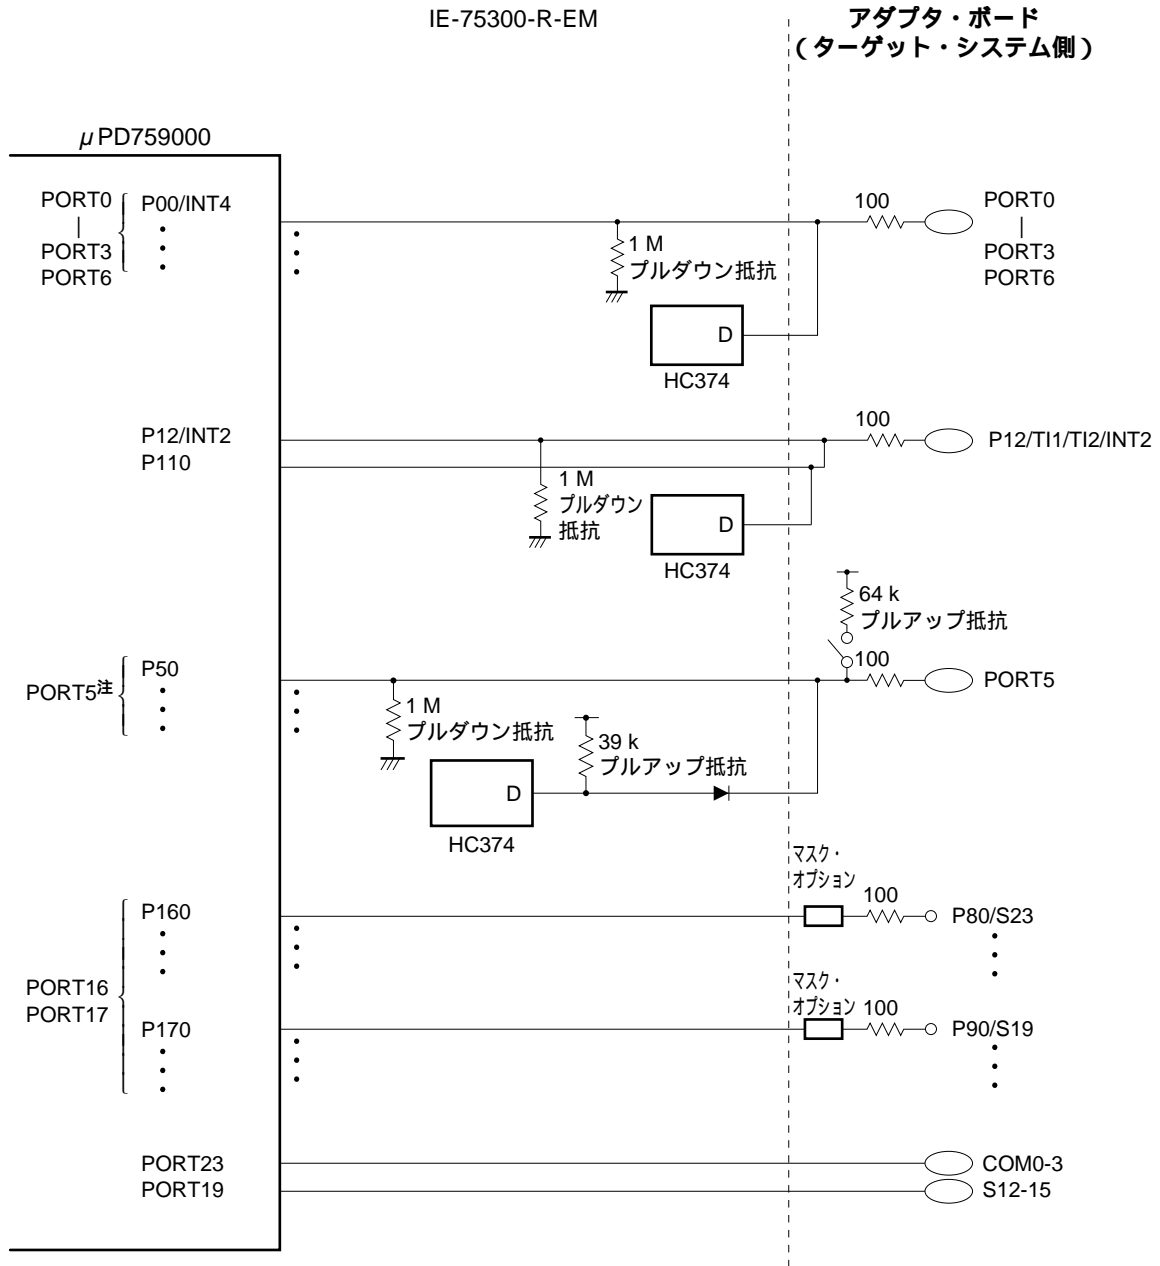 IE-75300-R-EM
アダプタ・ボード
(ターゲット・システム側)
μPD759000
PORT0
|
PORT3
PORT6
P00/INT4
100
PORT0
|
PORT3
PORT6
1 M
プルダウン抵抗
D
HC374
P12/INT2
P110
100
P12/TI1/TI2/INT2
1 M
プルダウン
抵抗
D
HC374
64 k
プルアップ抵抗
PORT5注
P50
100
PORT5
1 M
プルダウン抵抗
39 k
プルアップ抵抗
D
HC374
マスク・
オプション
100
P160
P80/S23
PORT16
PORT17
マスク・
オプション
100
P170
P90/S19
PORT23
COM0-3
PORT19
S12-15